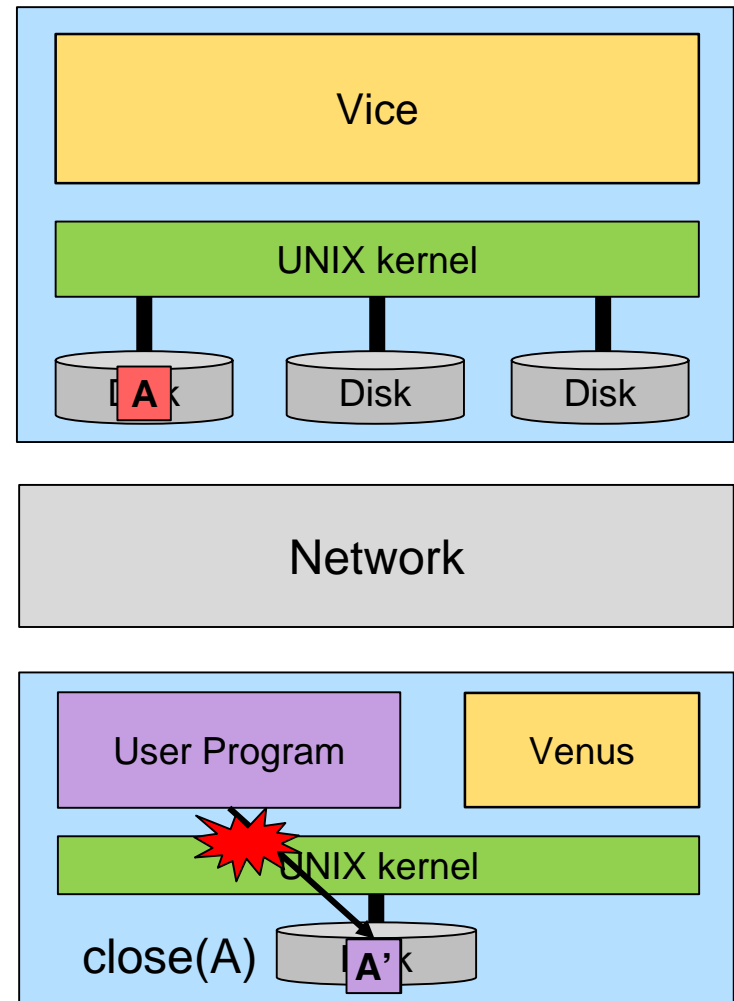 Vice
UNIX kernel
A
Disk
Disk
Network
User Program
Venus
UNIX kernel
close(A)
A’